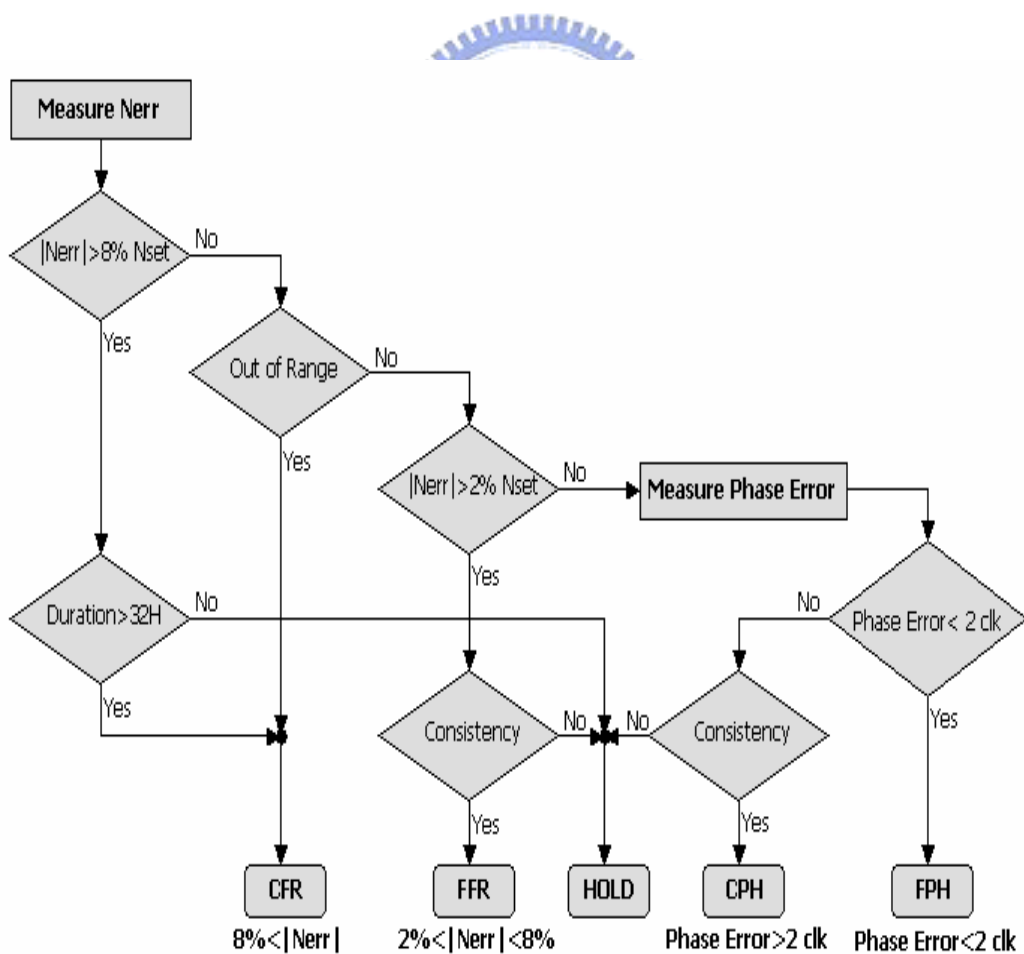 Measure Nerr
|Nerr|>8% Nset
No
Yes
Out of Range
No
Yes
|Nerr|>2% Nset
No
Measure Phase Error
Yes
Duration>32H
No
Yes
No
Phase Error< 2 clk
Yes
Consistency
No
No
Consistency
Yes
Yes
CFR
FFR
HOLD
CPH
FPH
8%<|Nerr|
2%<|Nerr|<8%
Phase Error>2 clk
Phase Error<2 clk